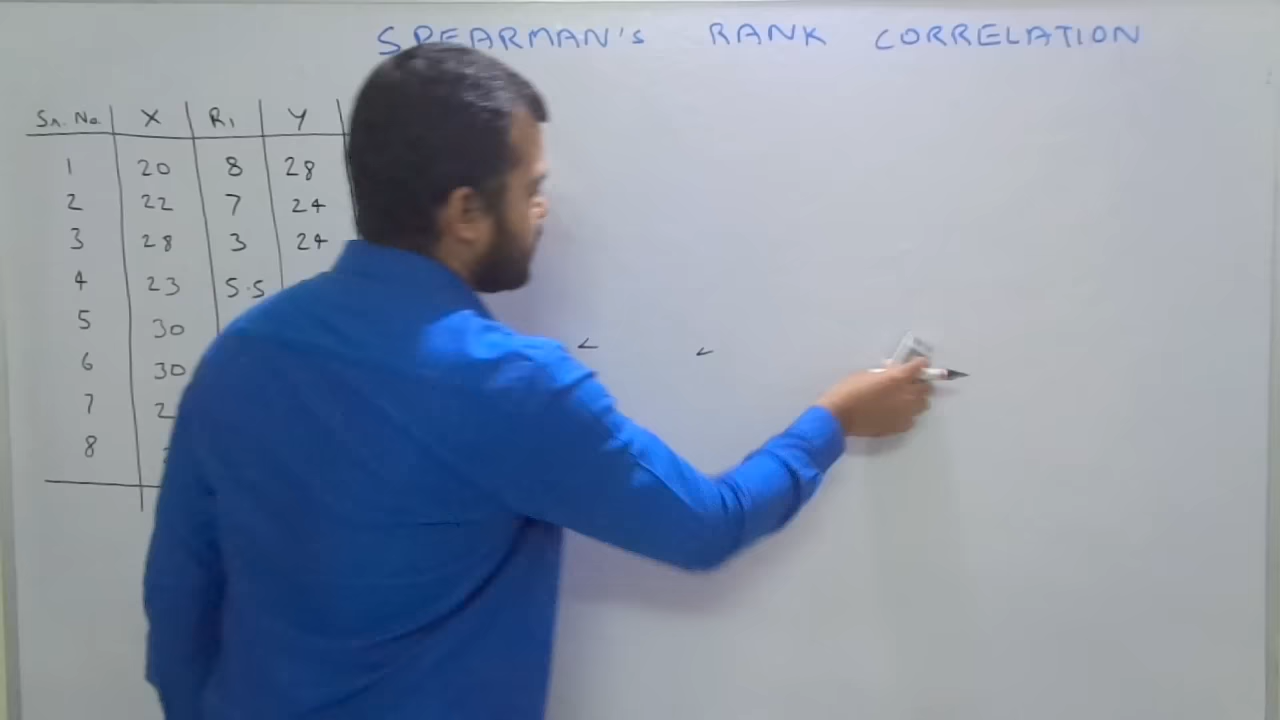 SPEARMAN'S RANK CORRELATION
Sr. No. X R1 Y
1 20 8 28
2 22 7 24
3 28 3 24
4 23 5.5
5 30
6 30
7 2
8